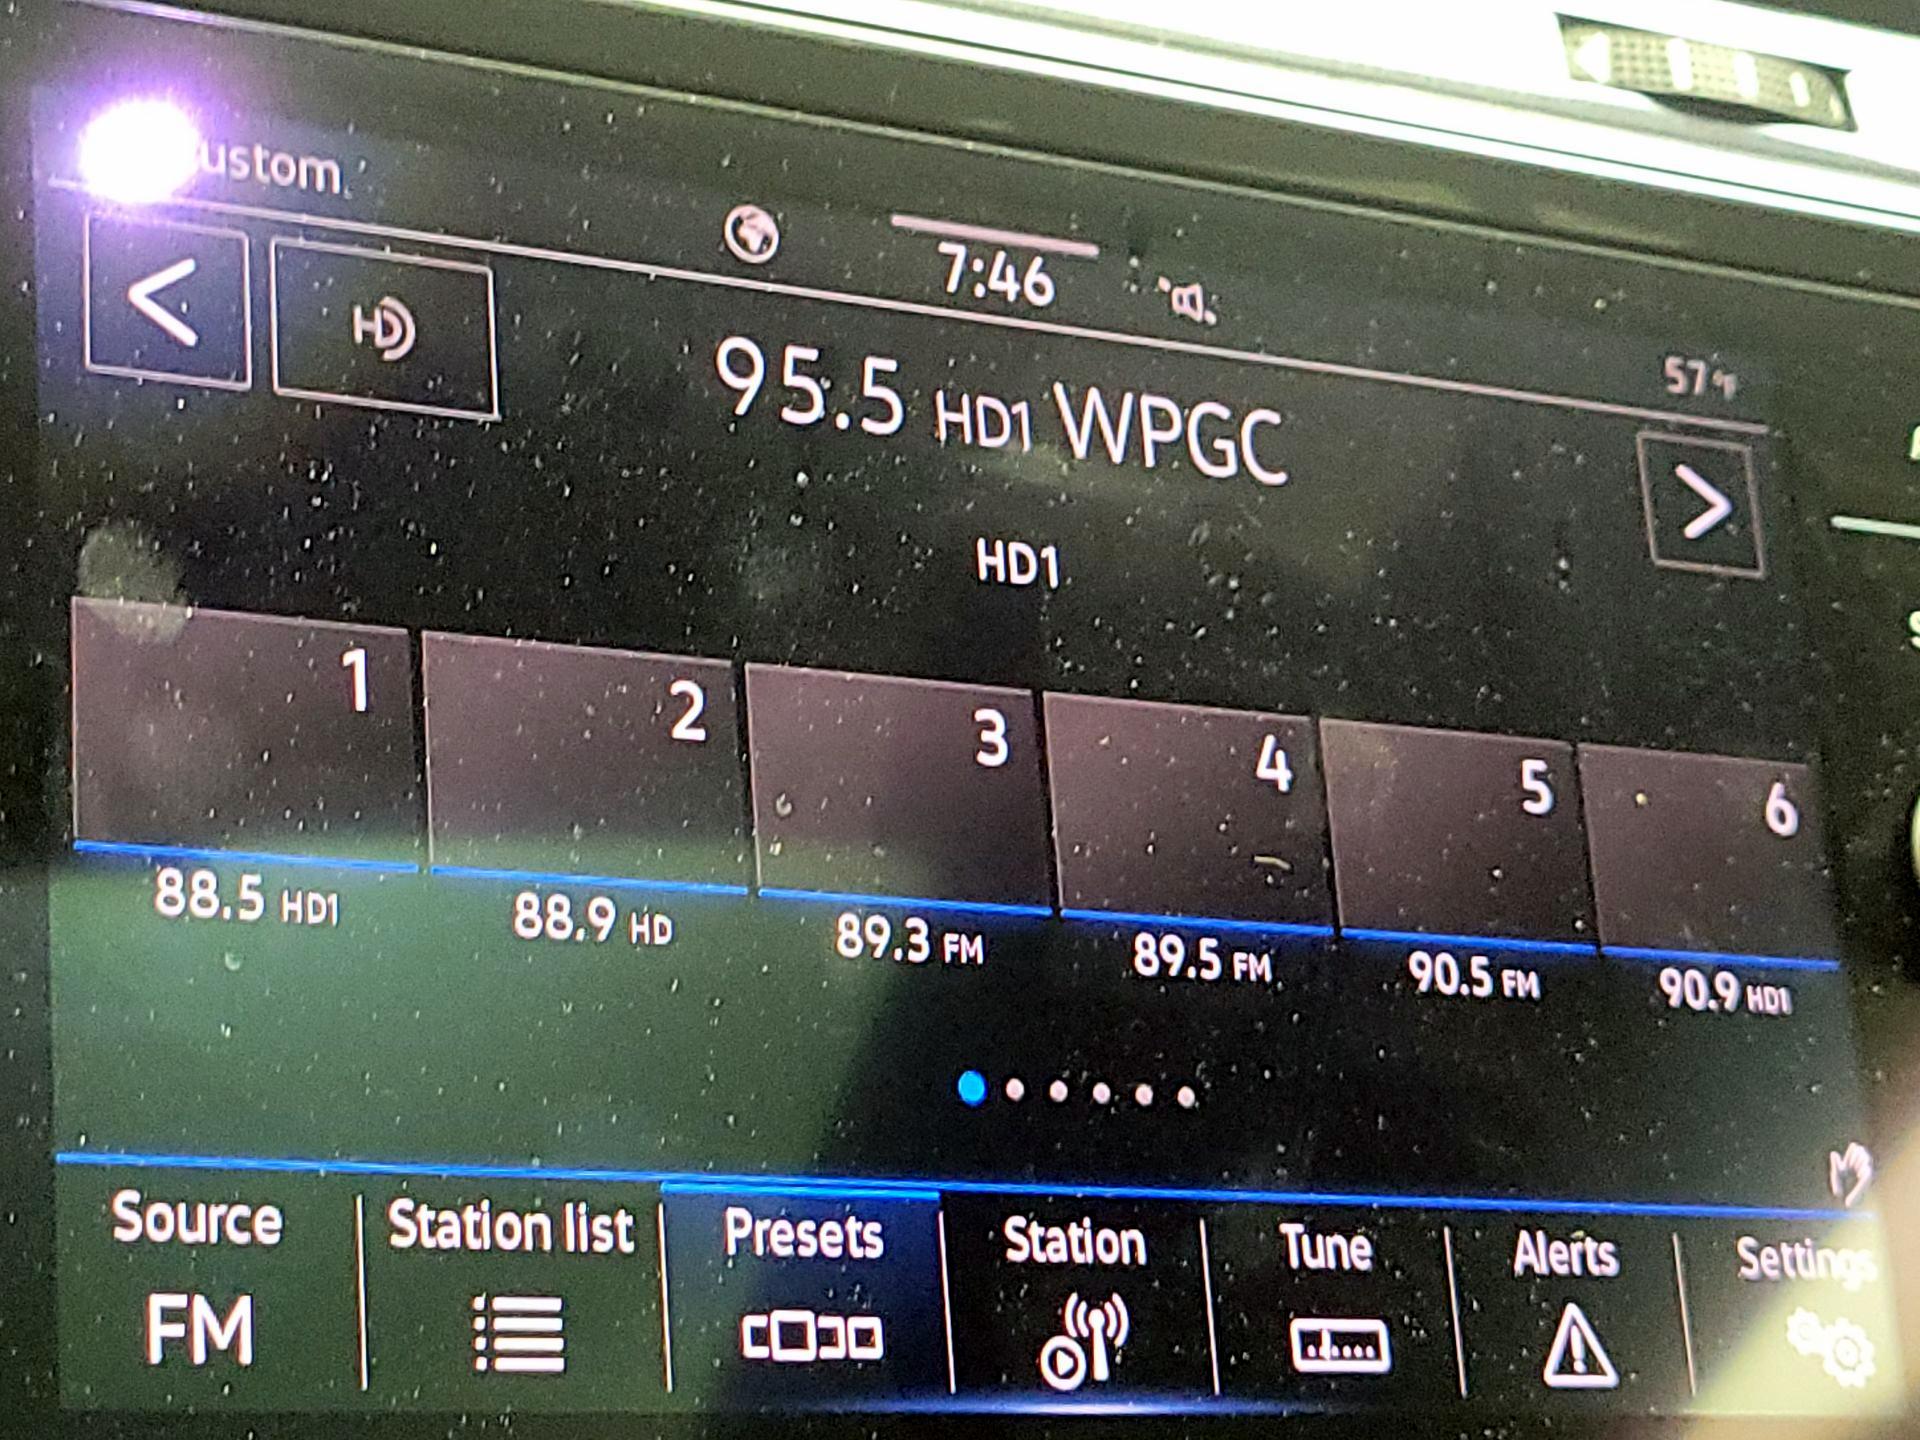 ustom
7:46
57°F
HD
95.5 HD1 WPGC
HD1
1 2 3 4 5 6
88.5 HD1 88.9 HD 89.3 FM 89.5 FM 90.5 FM 90.9 HD1
Source Station list Presets Station Tune Alerts Settings
FM